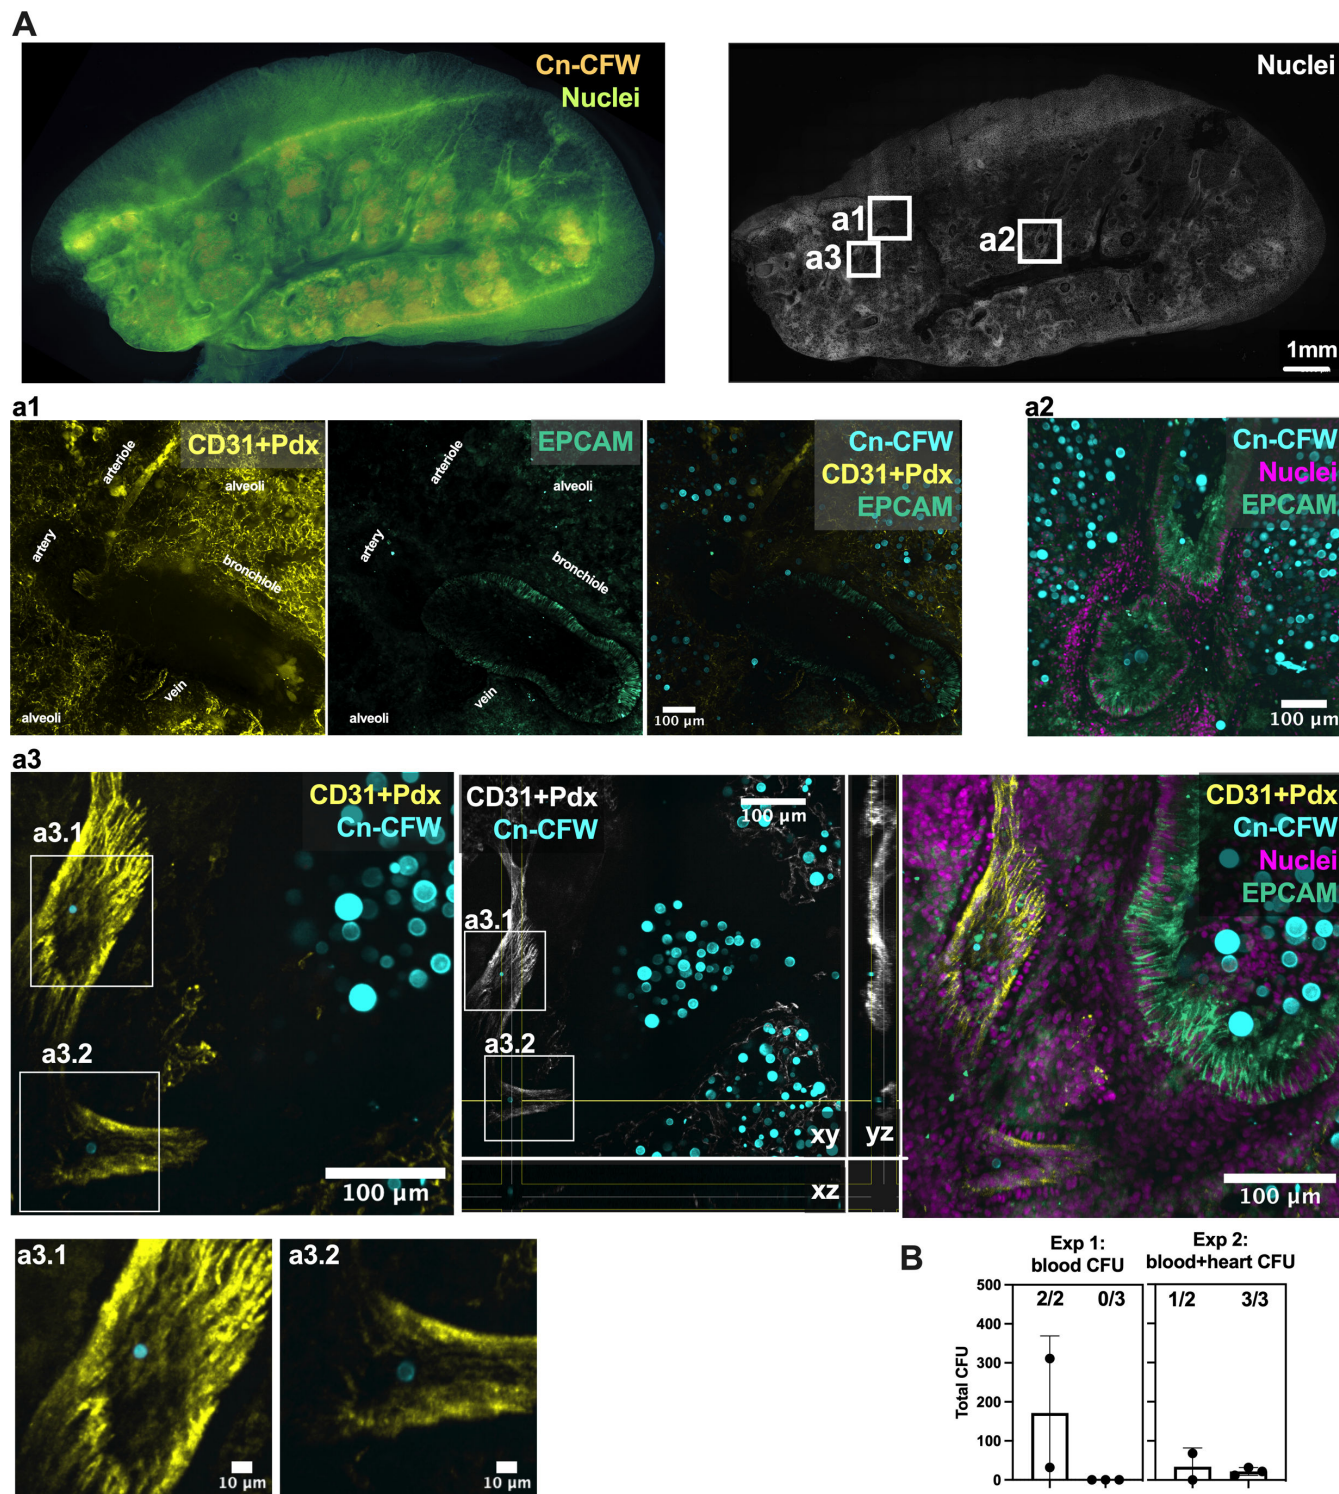 A
Cn-CFW
Nuclei
Nuclei
a1
a2
a3
1mm
a1
CD31+Pdx
arteriole
alveoli
artery
bronchiole
vein
alveoli
EPCAM
arteriole
alveoli
artery
bronchiole
vein
alveoli
Cn-CFW
CD31+Pdx
EPCAM
100 µm
a2
Cn-CFW
Nuclei
EPCAM
100 µm
a3
CD31+Pdx
Cn-CFW
a3.1
a3.2
100 µm
CD31+Pdx
Cn-CFW
100 µm
a3.1
a3.2
xy
yz
xz
CD31+Pdx
Cn-CFW
Nuclei
EPCAM
100 µm
a3.1
10 µm
a3.2
10 µm
B
Exp 1:
blood CFU
Exp 2:
blood+heart CFU
Total CFU
500
400
300
200
100
0
2/2
0/3
1/2
3/3